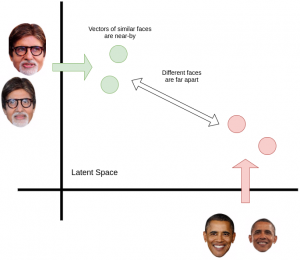 Vectors of similar faces
are near-by
Different faces
are far apart
Latent Space